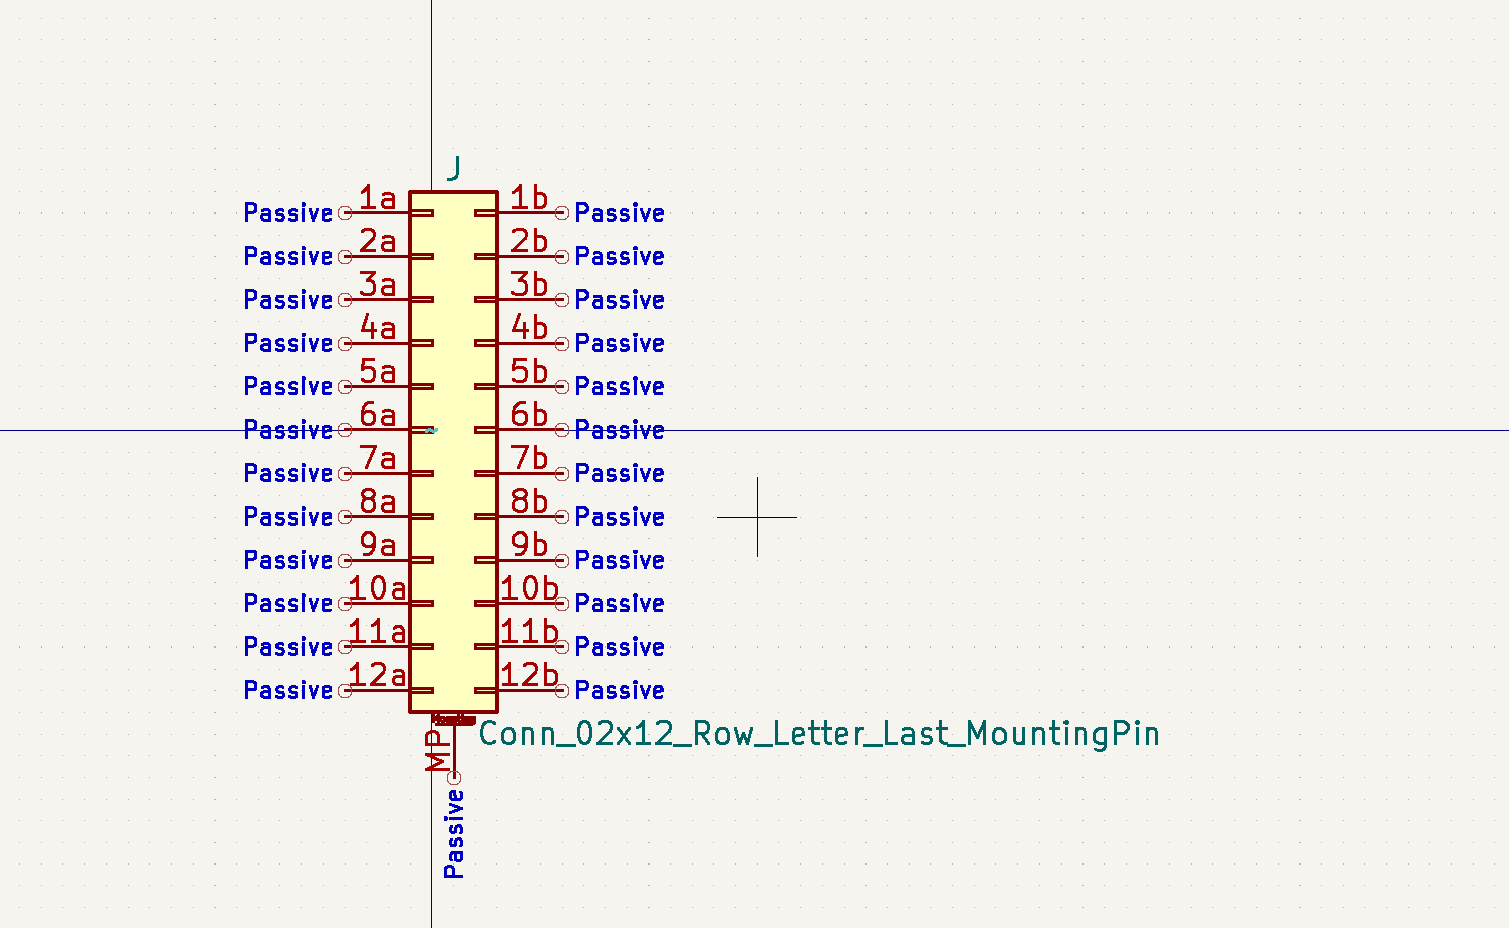 J
Passive 1a 1b Passive
Passive 2a 2b Passive
Passive 3a 3b Passive
Passive 4a 4b Passive
Passive 5a 5b Passive
Passive 6a 6b Passive
Passive 7a 7b Passive
Passive 8a 8b Passive
Passive 9a 9b Passive
Passive 10a 10b Passive
Passive 11a 11b Passive
Passive 12a 12b Passive
Conn_02x12_Row_Letter_Last_MountingPin
MP
Passive